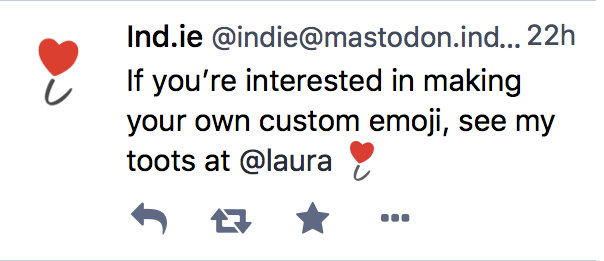 Ind.ie @indie@mastodon.ind... 22h
If you’re interested in making
your own custom emoji, see my
toots at @laura